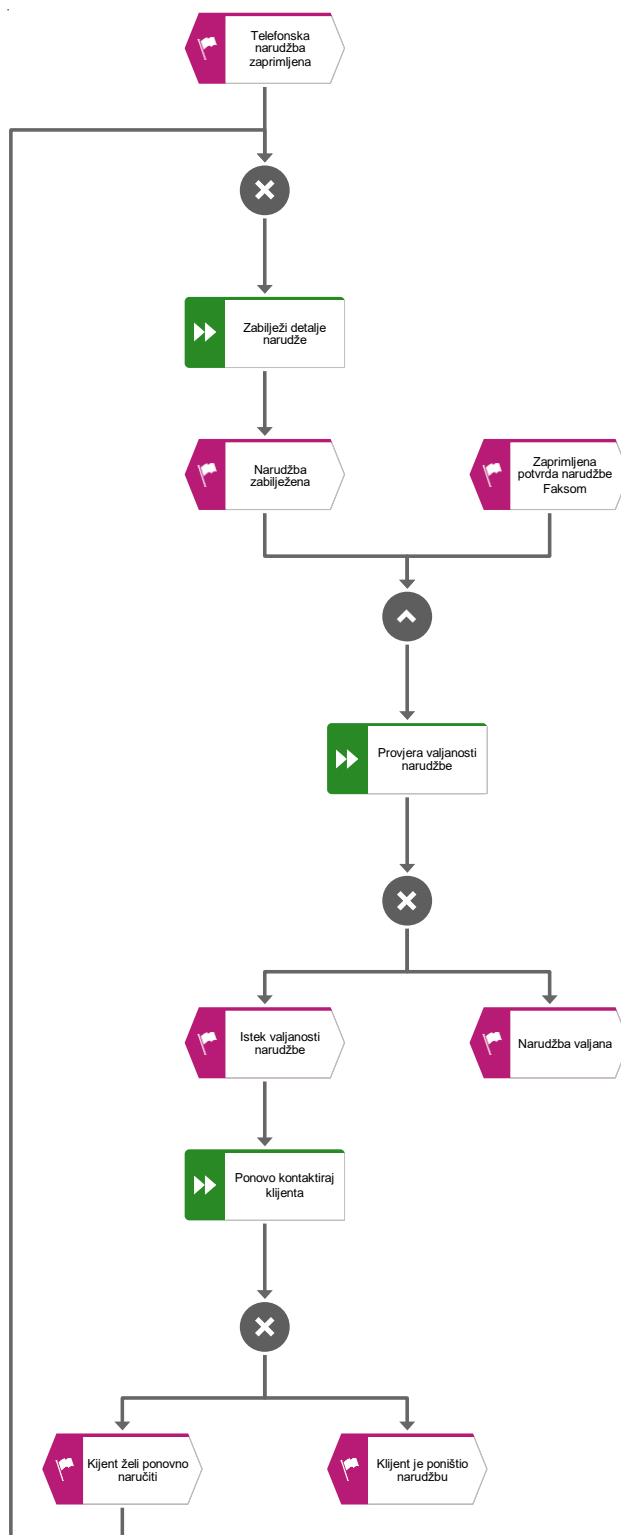 Telefonska
narudžba
zaprimljena
Zabilježi detalje
narudže
Narudžba
zabilježena
Zaprimljena
potvrda narudžbe
Faksom
Provjera valjanosti
narudžbe
Istek valjanosti
narudžbe
Narudžba valjana
Ponovo kontaktiraj
klijenta
Kijent želi ponovno
naručiti
Klijent je poništio
narudžbu